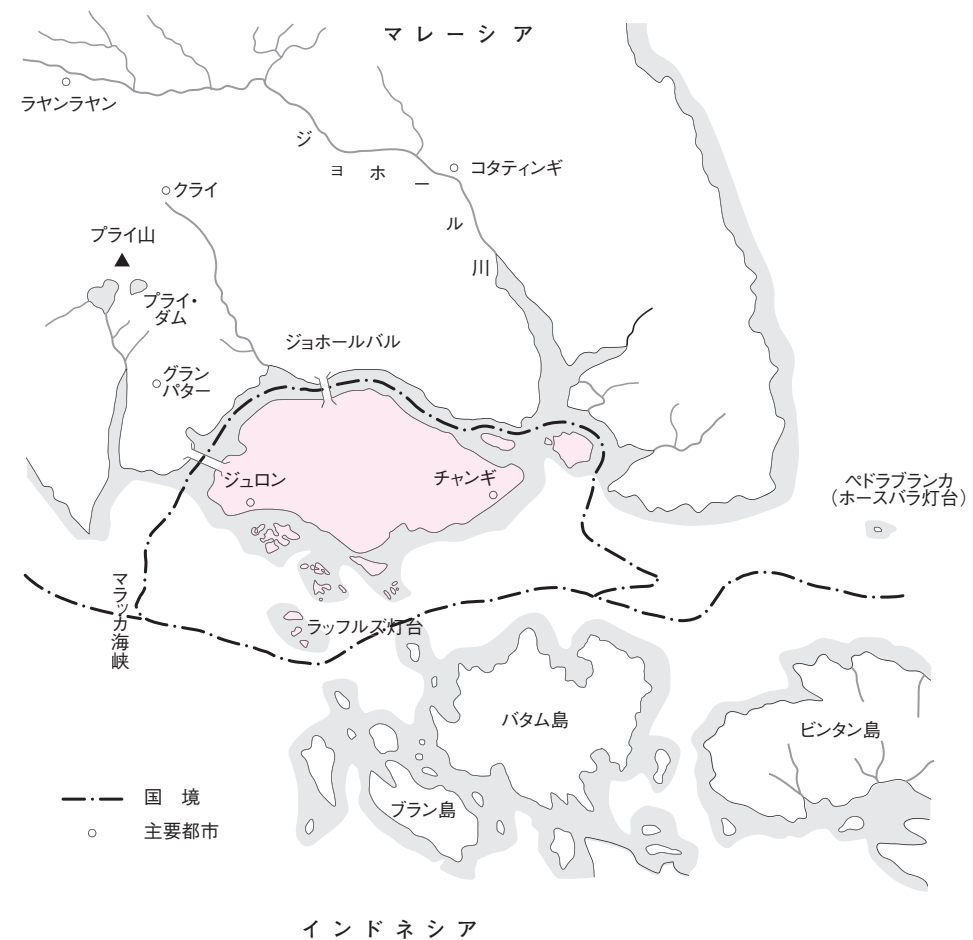 マレーシア
ラヤンラヤン
ジョホール川
コタティンギ
クライ
プライ山
プライ・
ダム
ジョホールバル
グラン
パター
ジュロン
チャンギ
ペドラブランカ
（ホースバラ灯台）
マラッカ海峡
ラッフルズ灯台
バタム島
ビンタン島
ブラン島
国　境
主要都市
インドネシア